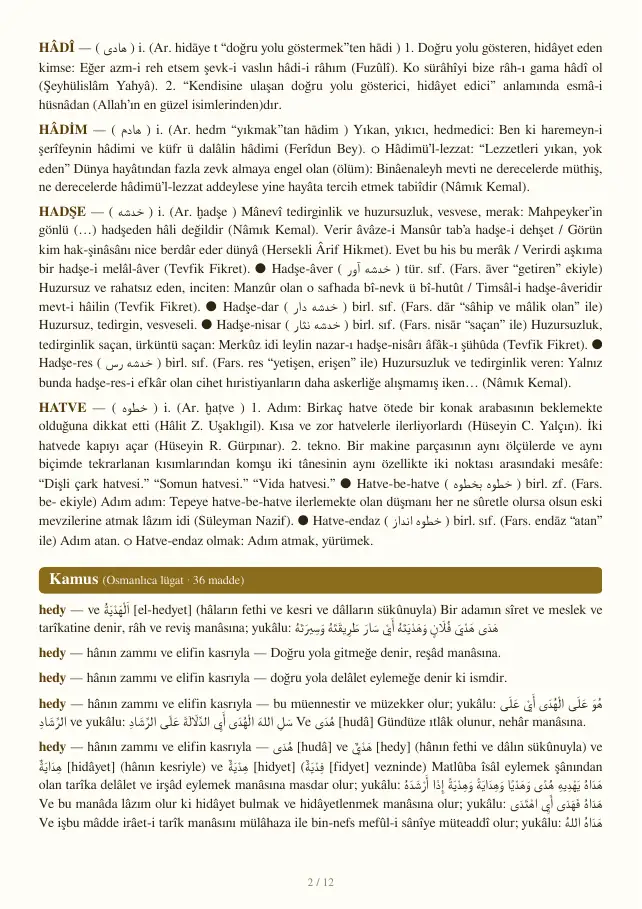 HÂDÎ — ( هادى ) i. (Ar. hidāye t “doğru yolu göstermek”ten hādі ) 1. Doğru yolu gösteren, hidâyet eden
kimse: Eğer azm-i reh etsem şevk-i vaslın hâdi-i râhım (Fuzûlî). Ko sürâhîyi bize râh-ı gama hâdî ol
(Şeyhülislâm Yahyâ). 2. “Kendisine ulaşan doğru yolu gösterici, hidâyet edici” anlamında esmâ-i
hüsnâdan (Allah’ın en güzel isimlerinden)dır.
HÂDİM — ( هادم ) i. (Ar. hedm “yıkmak”tan hādim ) Yıkan, yıkıcı, hedmedici: Ben ki haremeyn-i
şerîfeynin hâdimi ve küfr ü dalâlin hâdimi (Ferîdun Bey). ѻ Hâdimü’l-lezzat: “Lezzetleri yıkan, yok
eden” Dünya hayâtından fazla zevk almaya engel olan (ölüm): Binâenaleyh mevti ne derecelerde müthiş,
ne derecelerde hâdimü’l-lezzat addeylese yine hayâta tercih etmek tabiîdir (Nâmık Kemal).
HADŞE — ( خدشه ) i. (Ar. ḫadşe ) Mânevî tedirginlik ve huzursuzluk, vesvese, merak: Mahpeyker’in
gönlü (…) hadşeden hâli değildir (Nâmık Kemal). Verir âvâze-i Mansûr tab’a hadşe-i dehşet / Görün
kim hak-şinâsânı nice berdâr eder dünyâ (Hersekli Ârif Hikmet). Evet bu his bu merâk / Verirdi aşkıma
bir hadşe-i melâl-âver (Tevfik Fikret). ● Hadşe-âver ( خدشه آور ) tür. sıf. (Fars. āver “getiren” ekiyle)
Huzursuz ve rahatsız eden, inciten: Manzûr olan o safhada bî-nevk ü bî-hutût / Timsâl-i hadşe-âveridir
mevt-i hâilin (Tevfik Fikret). ● Hadşe-dar ( خدشه دار ) birl. sıf. (Fars. dār “sâhip ve mâlik olan” ile)
Huzursuz, tedirgin, vesveseli. ● Hadşe-nisar ( خدشه نثار ) birl. sıf. (Fars. nisār “saçan” ile) Huzursuzluk,
tedirginlik saçan, ürküntü saçan: Merkûz idi leylin nazar-ı hadşe-nisârı âfâk-ı şühûda (Tevfik Fikret). ●
Hadşe-res ( خدشه رس ) birl. sıf. (Fars. res “yetişen, erişen” ile) Huzursuzluk ve tedirginlik veren: Yalnız
bunda hadşe-res-i efkâr olan cihet hıristiyanların daha askerliğe alışmamış iken… (Nâmık Kemal).
HATVE — ( خطوه ) i. (Ar. ḫaṭve ) 1. Adım: Birkaç hatve ötede bir konak arabasının beklemekte
olduğuna dikkat etti (Hâlit Z. Uşaklıgil). Kısa ve zor hatvelerle ilerliyorlardı (Hüseyin C. Yalçın). İki
hatvede kapıyı açar (Hüseyin R. Gürpınar). 2. tekno. Bir makine parçasının aynı ölçülerde ve aynı
biçimde tekrarlanan kısımlarından komşu iki tânesinin aynı özellikte iki noktası arasındaki mesâfe:
“Dişli çark hatvesi.” “Somun hatvesi.” “Vida hatvesi.” ● Hatve-be-hatve ( خطوه بخطوه ) birl. zf. (Fars.
be- ekiyle) Adım adım: Tepeye hatve-be-hatve ilerlemekte olan düşmanı her ne sûretle olursa olsun eski
mevzilerine atmak lâzım idi (Süleyman Nazif). ● Hatve-endaz ( خطوه انداز ) birl. sıf. (Fars. endāz “atan”
ile) Adım atan. ѻ Hatve-endaz olmak: Adım atmak, yürümek.
Kamus (Osmanlıca lügat · 36 madde)
hedy — ve اَلْهَدْيَةُ [el-hedyet] (hâların fethi ve kesri ve dâlların sükûnuyla) Bir adamın sîret ve meslek ve
tarîkatine denir, râh ve reviş manâsına; yukâlu: هَدَى هَدْيَ فُلَانٍ وَهَدْيَتَهُ أَيْ سَارَ طَرِيقَتَهُ وَسِيرَتَهُ
hedy — hânın zammı ve elifin kasrıyla — Doğru yola gitmeğe denir, reşâd manâsına.
hedy — hânın zammı ve elifin kasrıyla — doğru yola delâlet eylemeğe denir ki ismdir.
hedy — hânın zammı ve elifin kasrıyla — bu müennestir ve müzekker olur; yukâlu: هُوَ عَلَى الْهُدَى أَيْ عَلَى
الرَّشَادِ ve yukâlu: سَلِ اللهَ الْهُدَى أَيِ الدَّلَالَةَ عَلَى الرَّشَادِ Ve هُدَى [hudâ] Gündüze ıtlâk olunur, nehâr manâsına.
hedy — hânın zammı ve elifin kasrıyla — هُدًى [hudâ] ve هَدْيٌ [hedy] (hânın fethi ve dâlın sükûnuyla) ve
هِدَايَةٌ [hidâyet] (hânın kesriyle) ve هِدْيَةٌ [hidyet] (فِدْيَةٌ [fidyet] vezninde) Matlûba îsâl eylemek şânından
olan tarîka delâlet ve irşâd eylemek manâsına masdar olur; yukâlu: هَدَاهُ يَهْدِيهِ هُدًى وَهَدْيًا وَهِدَايَةً وَهِدْيَةً إِذَا أَرْشَدَهُ
Ve bu manâda lâzım olur ki hidâyet bulmak ve hidâyetlenmek manâsına olur; yukâlu: هَدَاهُ فَهَدَى أَيِ اهْتَدَى
Ve işbu mâdde irâet-i tarîk manâsını mülâhaza ile bin-nefs mefûl-i sânîye müteaddî olur; yukâlu: هَدَاهُ اللهُ
2 / 12